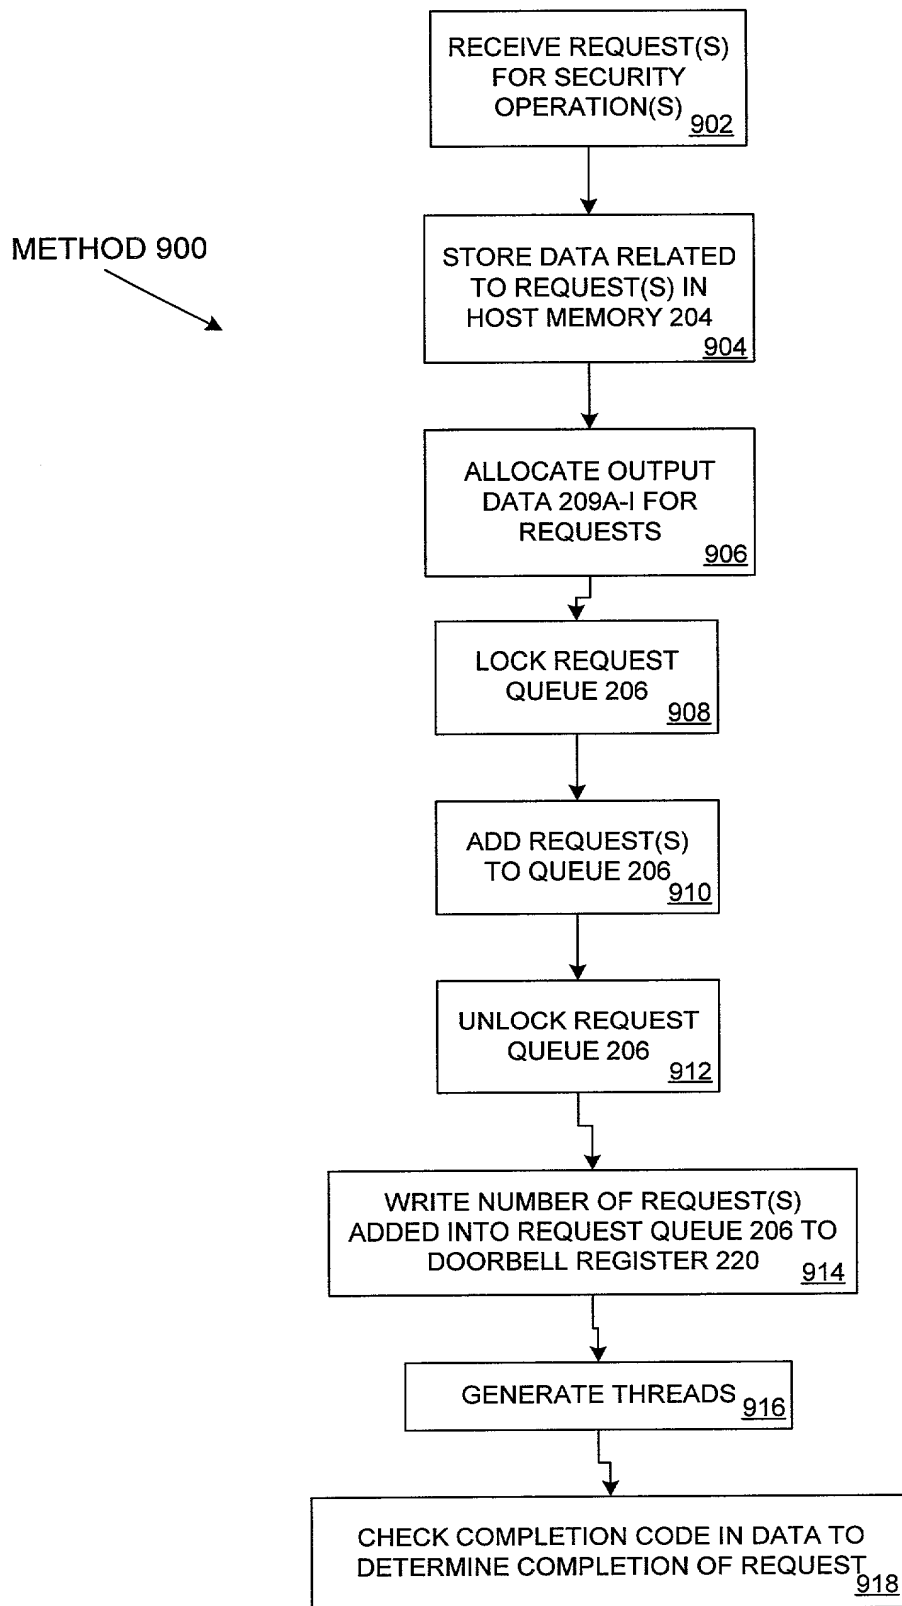 RECEIVE REQUEST(S)
FOR SECURITY
OPERATION(S)
902
METHOD 900
STORE DATA RELATED
TO REQUEST(S) IN
HOST MEMORY 204
904
ALLOCATE OUTPUT
DATA 209A-I FOR
REQUESTS
906
LOCK REQUEST
QUEUE 206
908
ADD REQUEST(S)
TO QUEUE 206
910
UNLOCK REQUEST
QUEUE 206
912
WRITE NUMBER OF REQUEST(S)
ADDED INTO REQUEST QUEUE 206 TO
DOORBELL REGISTER 220
914
GENERATE THREADS
916
CHECK COMPLETION CODE IN DATA TO
DETERMINE COMPLETION OF REQUEST
918